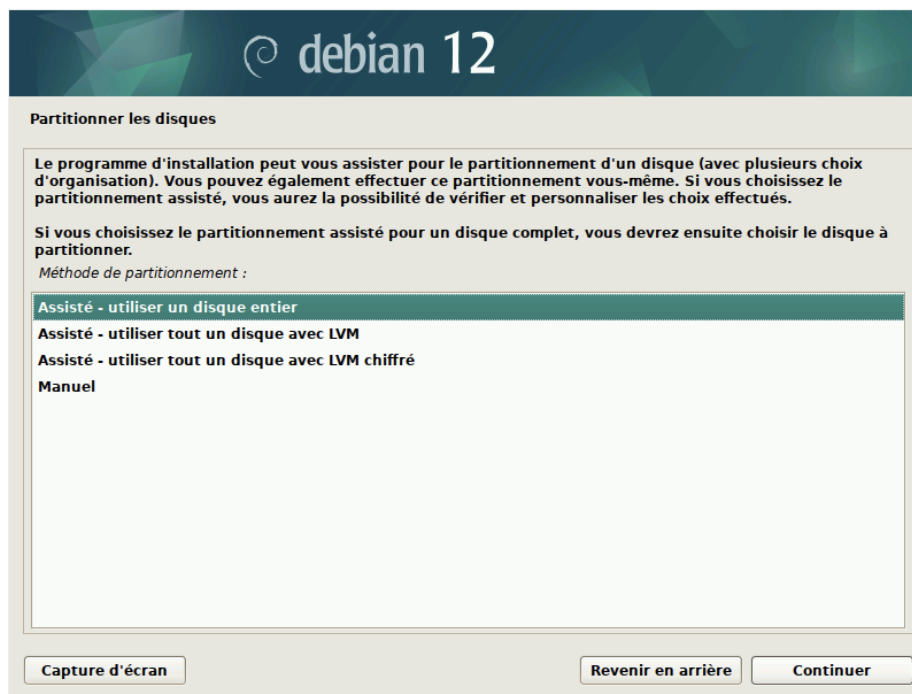 debian 12
Partitionner les disques
Le programme d'installation peut vous assister pour le partitionnement d'un disque (avec plusieurs choix
d'organisation). Vous pouvez également effectuer ce partitionnement vous-même. Si vous choisissez le
partitionnement assisté, vous aurez la possibilité de vérifier et personnaliser les choix effectués.
Si vous choisissez le partitionnement assisté pour un disque complet, vous devrez ensuite choisir le disque à
partitionner.
Méthode de partitionnement :
Assisté - utiliser un disque entier
Assisté - utiliser tout un disque avec LVM
Assisté - utiliser tout un disque avec LVM chiffré
Manuel
Capture d'écran Revenir en arrière Continuer